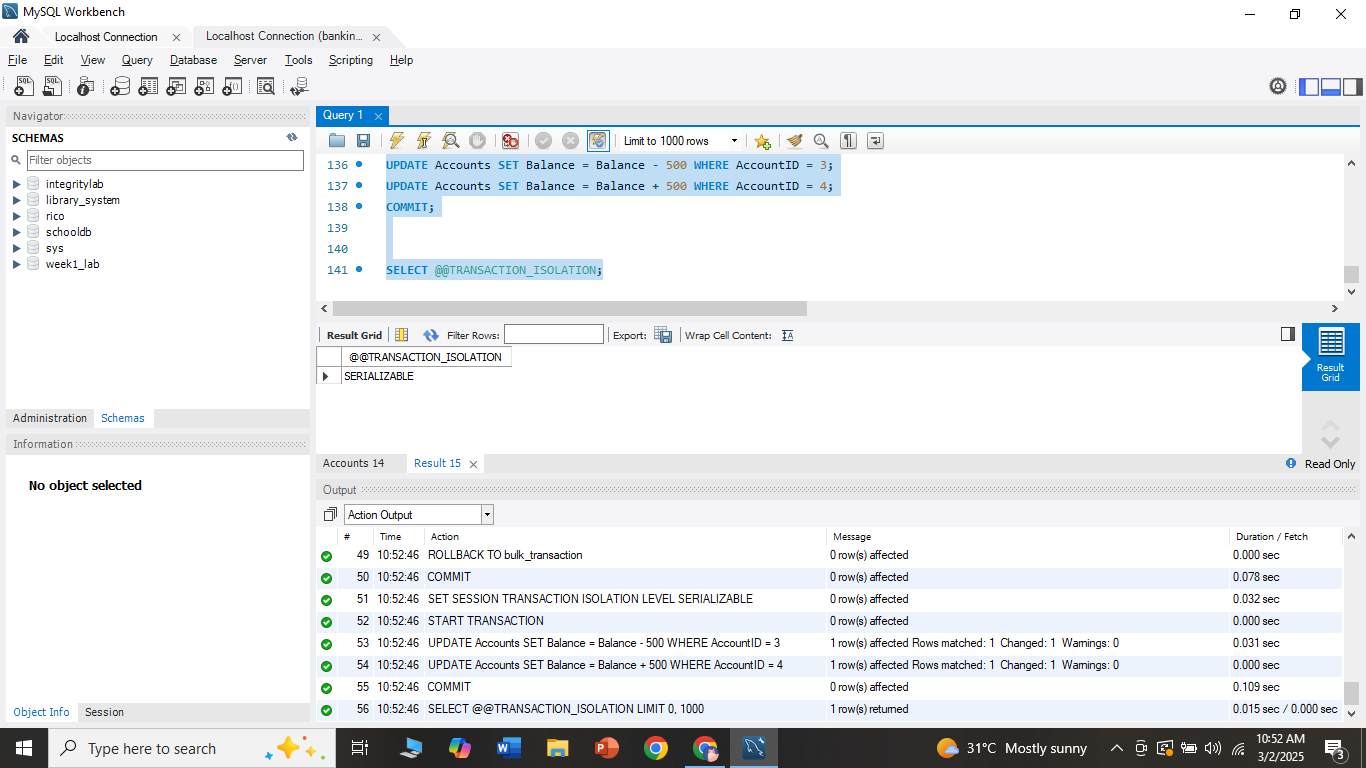 MySQL Workbench
Localhost Connection
Localhost Connection (bankin...
File Edit View Query Database Server Tools Scripting Help
Navigator
SCHEMAS
Filter objects
integritylab
library_system
rico
schooldb
sys
week1_lab
Administration Schemas
Information
No object selected
Object Info Session
Query 1
Limit to 1000 rows
136 UPDATE Accounts SET Balance = Balance - 500 WHERE AccountID = 3;
137 UPDATE Accounts SET Balance = Balance + 500 WHERE AccountID = 4;
138 COMMIT;
139
140
141 SELECT @@TRANSACTION_ISOLATION;
Result Grid Filter Rows: Export: Wrap Cell Content:
@@TRANSACTION_ISOLATION
SERIALIZABLE
Result
Grid
Accounts 14 Result 15 Read Only
Output
Action Output
# Time Action Message Duration / Fetch
49 10:52:46 ROLLBACK TO bulk_transaction 0 row(s) affected 0.000 sec
50 10:52:46 COMMIT 0 row(s) affected 0.078 sec
51 10:52:46 SET SESSION TRANSACTION ISOLATION LEVEL SERIALIZABLE 0 row(s) affected 0.032 sec
52 10:52:46 START TRANSACTION 0 row(s) affected 0.000 sec
53 10:52:46 UPDATE Accounts SET Balance = Balance - 500 WHERE AccountID = 3 1 row(s) affected Rows matched: 1 Changed: 1 Warnings: 0 0.031 sec
54 10:52:46 UPDATE Accounts SET Balance = Balance + 500 WHERE AccountID = 4 1 row(s) affected Rows matched: 1 Changed: 1 Warnings: 0 0.000 sec
55 10:52:46 COMMIT 0 row(s) affected 0.109 sec
56 10:52:46 SELECT @@TRANSACTION_ISOLATION LIMIT 0, 1000 1 row(s) returned 0.015 sec / 0.000 sec
Type here to search
31°C Mostly sunny
10:52 AM
3/2/2025
3